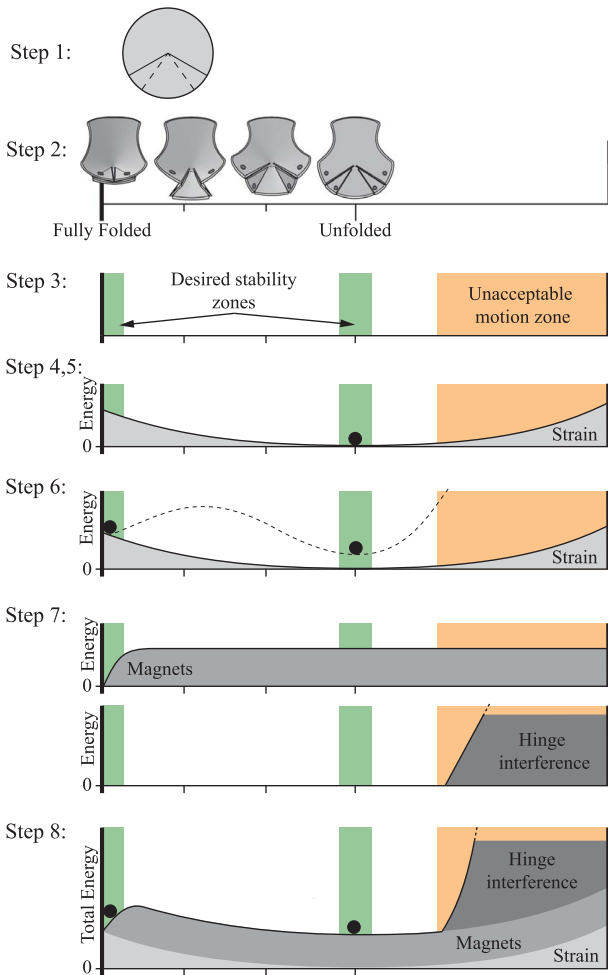 Step 1:
Step 2:
Fully Folded
Unfolded
Step 3:
Desired stability
zones
Unacceptable
motion zone
Step 4,5:
Energy
0
Strain
Step 6:
Energy
0
Strain
Step 7:
Energy
0
Magnets
Energy
0
Hinge
interference
Step 8:
Total Energy
0
Hinge
interference
Magnets
Strain